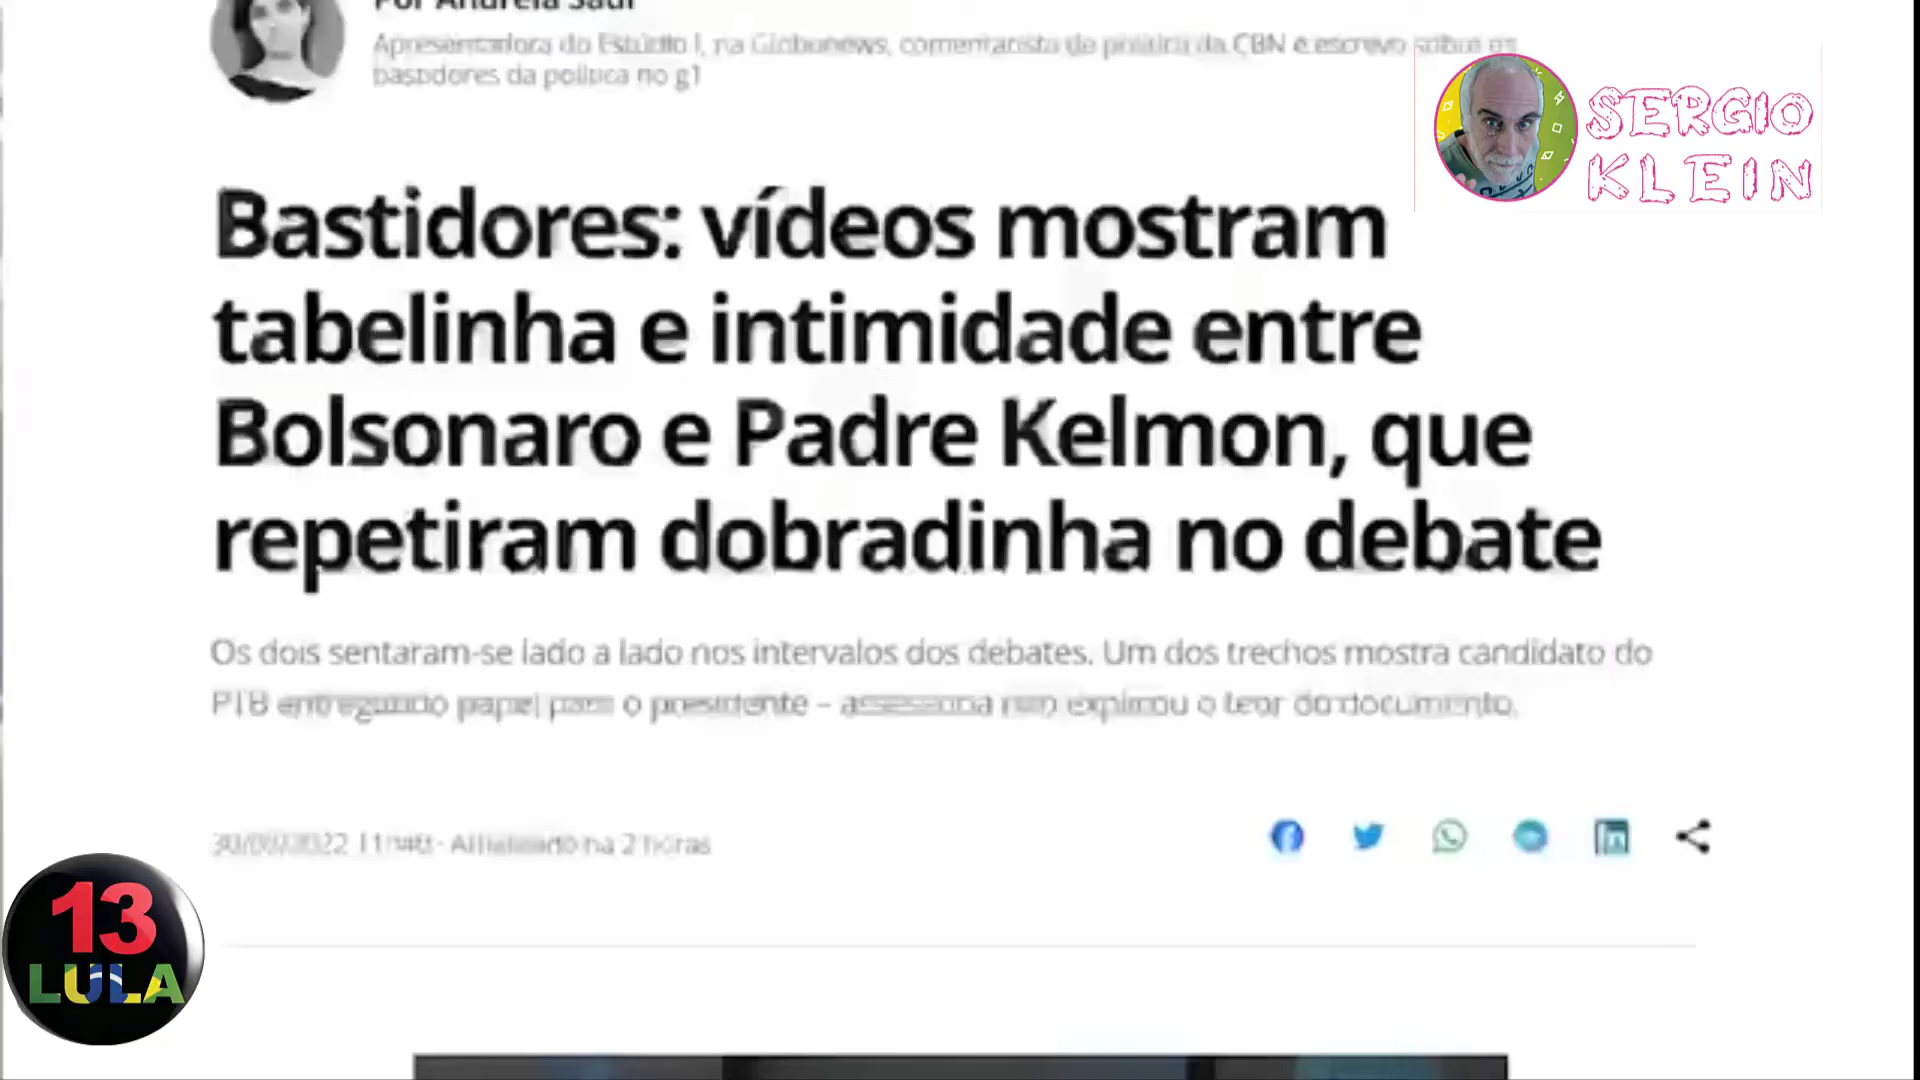 Por Andréia Sadi
Apresentadora do Estúdio I, na Globonews, comentarista de política da CBN e escrevo sobre os
bastidores da política no g1
SERGIO
KLEIN
Bastidores: vídeos mostram
tabelinha e intimidade entre
Bolsonaro e Padre Kelmon, que
repetiram dobradinha no debate
Os dois sentaram-se lado a lado nos intervalos dos debates. Um dos trechos mostra candidato do
PTB entregando papel para o presidente – assessoria não explicou o teor do documento.
30/09/2022 · Atualizado há 2 horas
13
LULA